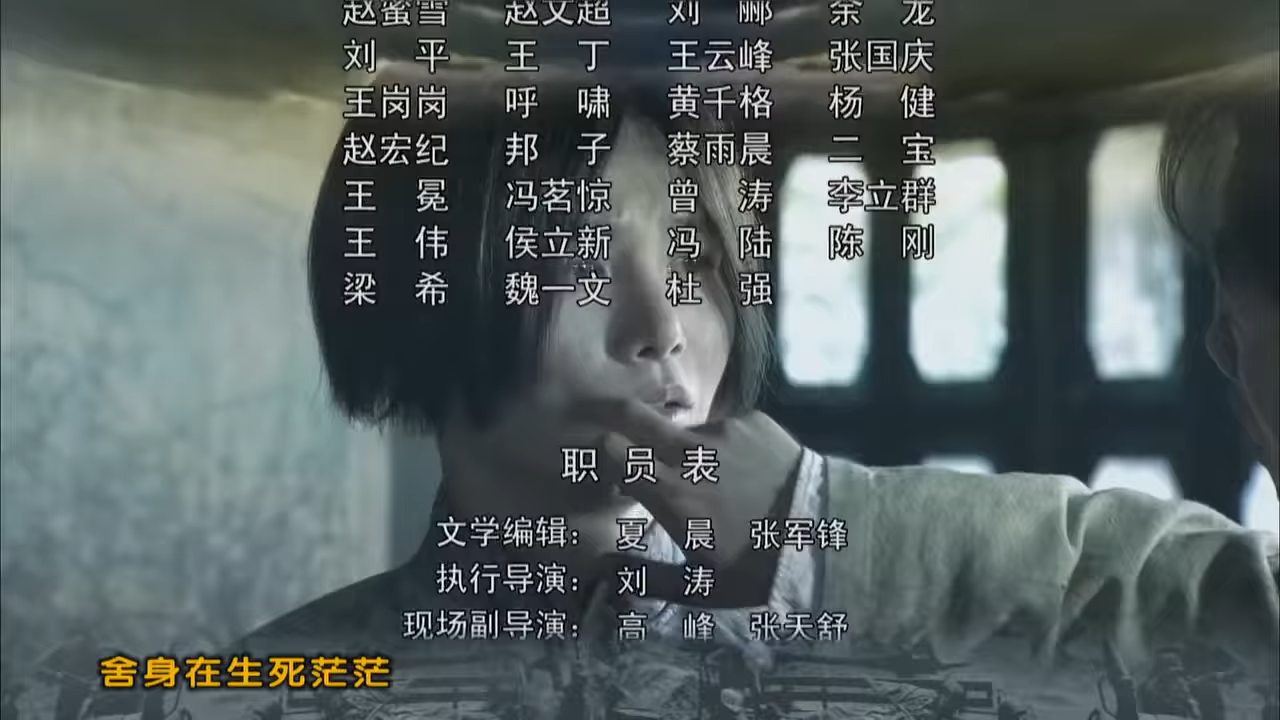 赵蜜雪 赵文超 刘 郦 余 龙
刘 平 王 丁 王云峰 张国庆
王岗岗 呼 啸 黄千格 杨 健
赵宏纪 邦 子 蔡雨晨 二 宝
王 冕 冯茗惊 曾 涛 李立群
王 伟 侯立新 冯 陆 陈 刚
梁 希 魏一文 杜 强
职员表
文学编辑： 夏 晨 张军锋
执行导演： 刘 涛
现场副导演： 高 峰 张天舒
舍身在生死茫茫